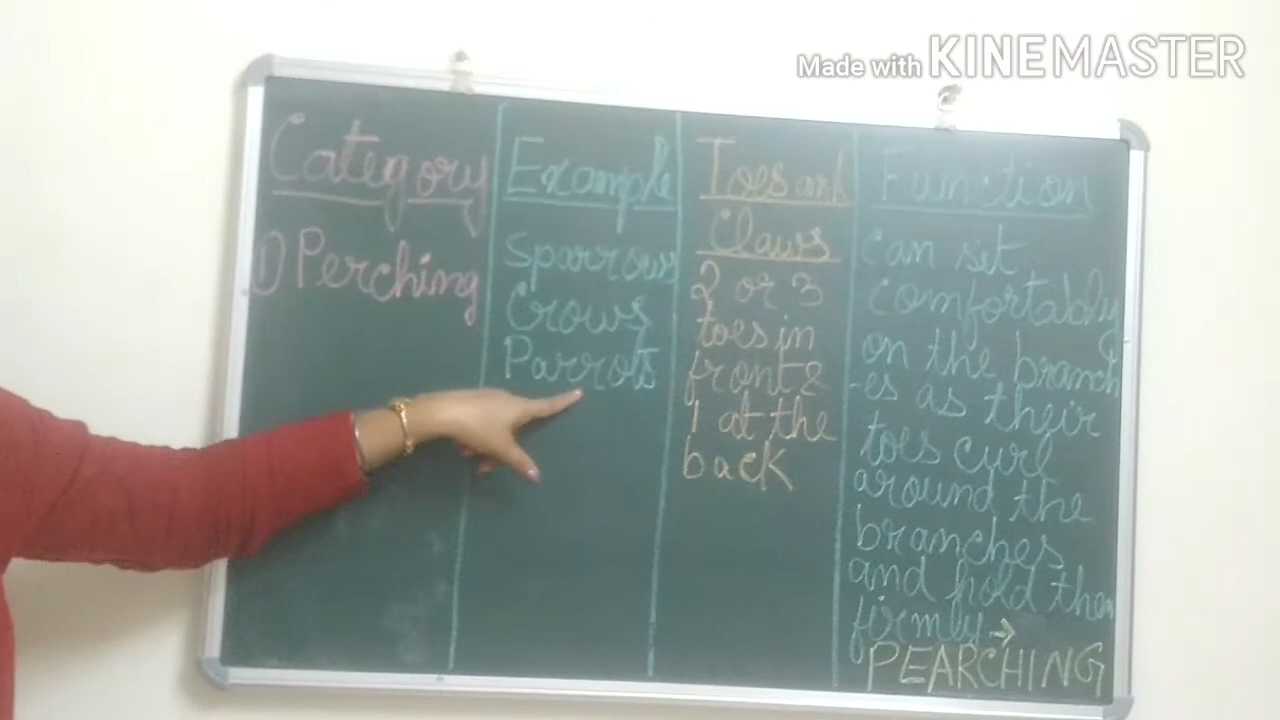 Made with KINEMASTER
Category
1) Perching
Example
Sparrows
Crows
Parrots
Toes and
Claws
2 or 3
toes in
front &
1 at the
back
Function
can sit
comfortably
on the branch
-es as their
toes curl
around the
branches
and hold them
firmly →
PEARCHING